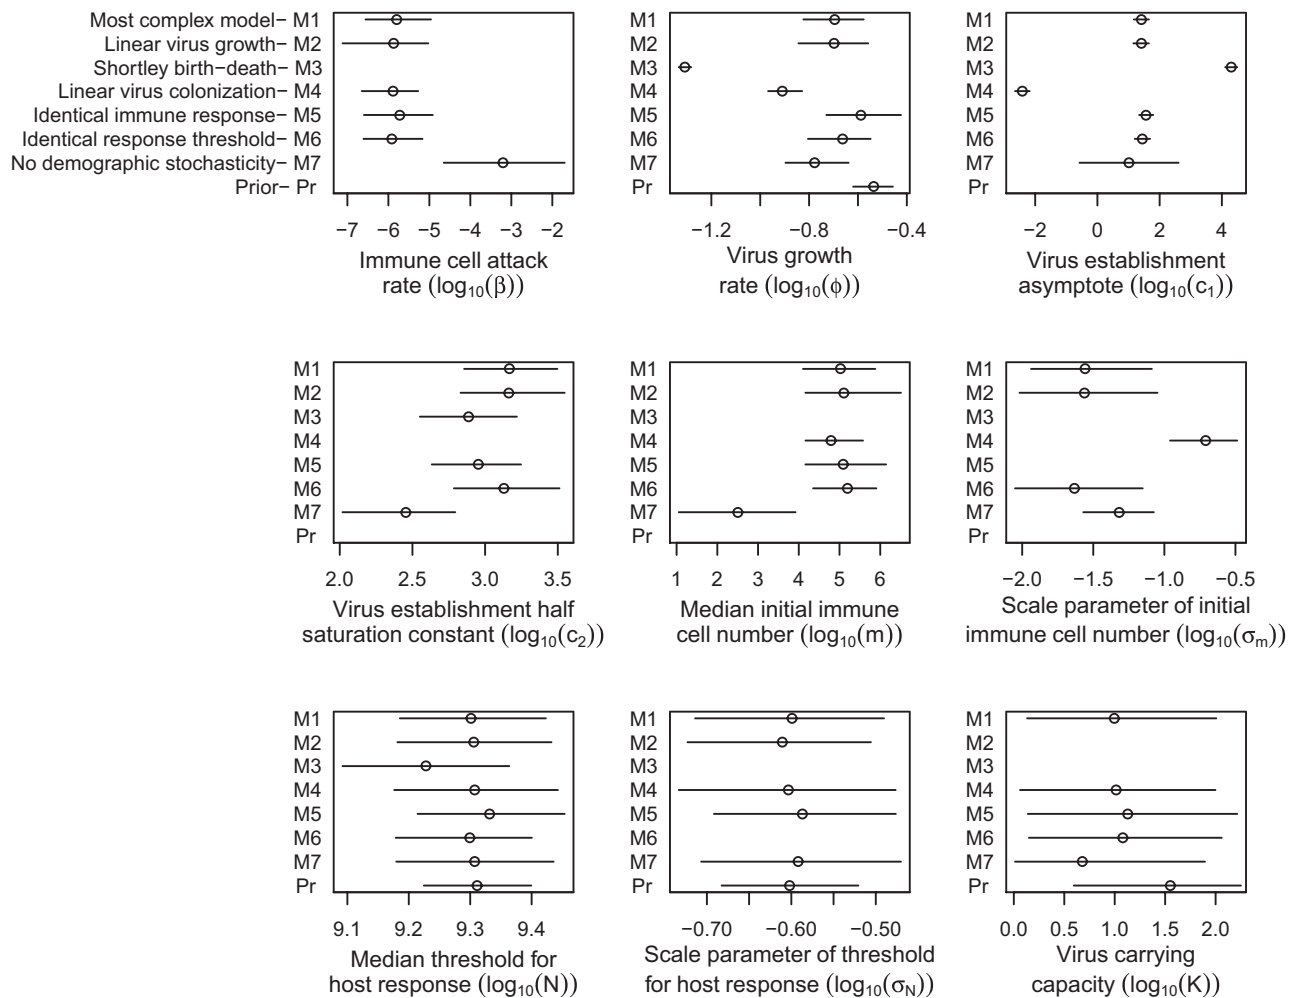 Most complex model– M1
Linear virus growth– M2
Shortley birth–death– M3
Linear virus colonization– M4
Identical immune response– M5
Identical response threshold– M6
No demographic stochasticity– M7
Prior– Pr
−7 −6 −5 −4 −3 −2
Immune cell attack
rate (log₁₀(β))
M1
M2
M3
M4
M5
M6
M7
Pr
−1.2 −0.8 −0.4
Virus growth
rate (log₁₀(ϕ))
M1
M2
M3
M4
M5
M6
M7
Pr
−2 0 2 4
Virus establishment
asymptote (log₁₀(c₁))
M1
M2
M3
M4
M5
M6
M7
Pr
2.0 2.5 3.0 3.5
Virus establishment half
saturation constant (log₁₀(c₂))
M1
M2
M3
M4
M5
M6
M7
Pr
1 2 3 4 5 6
Median initial immune
cell number (log₁₀(m))
M1
M2
M3
M4
M5
M6
M7
Pr
−2.0 −1.5 −1.0 −0.5
Scale parameter of initial
immune cell number (log₁₀(σₘ))
M1
M2
M3
M4
M5
M6
M7
Pr
9.1 9.2 9.3 9.4
Median threshold for
host response (log₁₀(N))
M1
M2
M3
M4
M5
M6
M7
Pr
−0.70 −0.60 −0.50
Scale parameter of threshold
for host response (log₁₀(σ_N))
M1
M2
M3
M4
M5
M6
M7
Pr
0.0 0.5 1.0 1.5 2.0
Virus carrying
capacity (log₁₀(K))